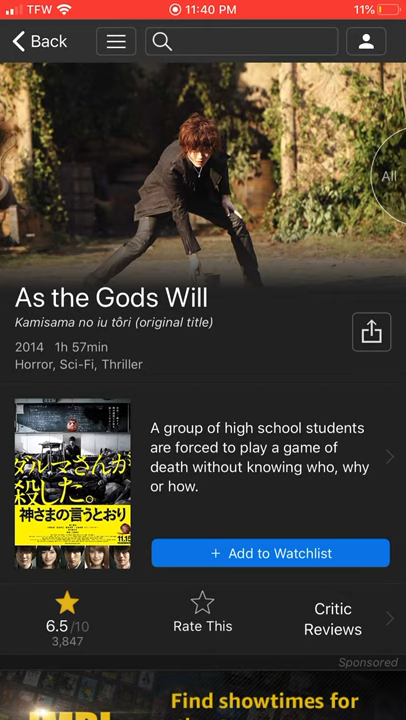 TFW 11:40 PM 11%
Back
All
As the Gods Will
Kamisama no iu tôri (original title)
2014 1h 57min
Horror, Sci-Fi, Thriller
A group of high school students
are forced to play a game of
death without knowing who, why
or how.
ダルマさんが
殺した。
神さまの言うとおり
11.15
+ Add to Watchlist
6.5/10
3,847
Rate This
Critic
Reviews
Sponsored
Find showtimes for